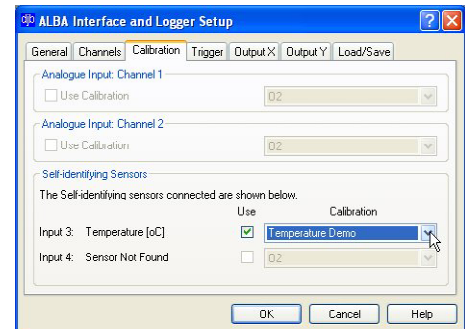 djb ALBA Interface and Logger Setup
General Channels Calibration Trigger Output X Output Y Load/Save
Analogue Input: Channel 1
Use Calibration O2
Analogue Input: Channel 2
Use Calibration O2
Self-identifying Sensors
The Self-identifying sensors connected are shown below.
Use Calibration
Input 3: Temperature [oC] Temperature Demo
Input 4: Sensor Not Found O2
OK Cancel Help